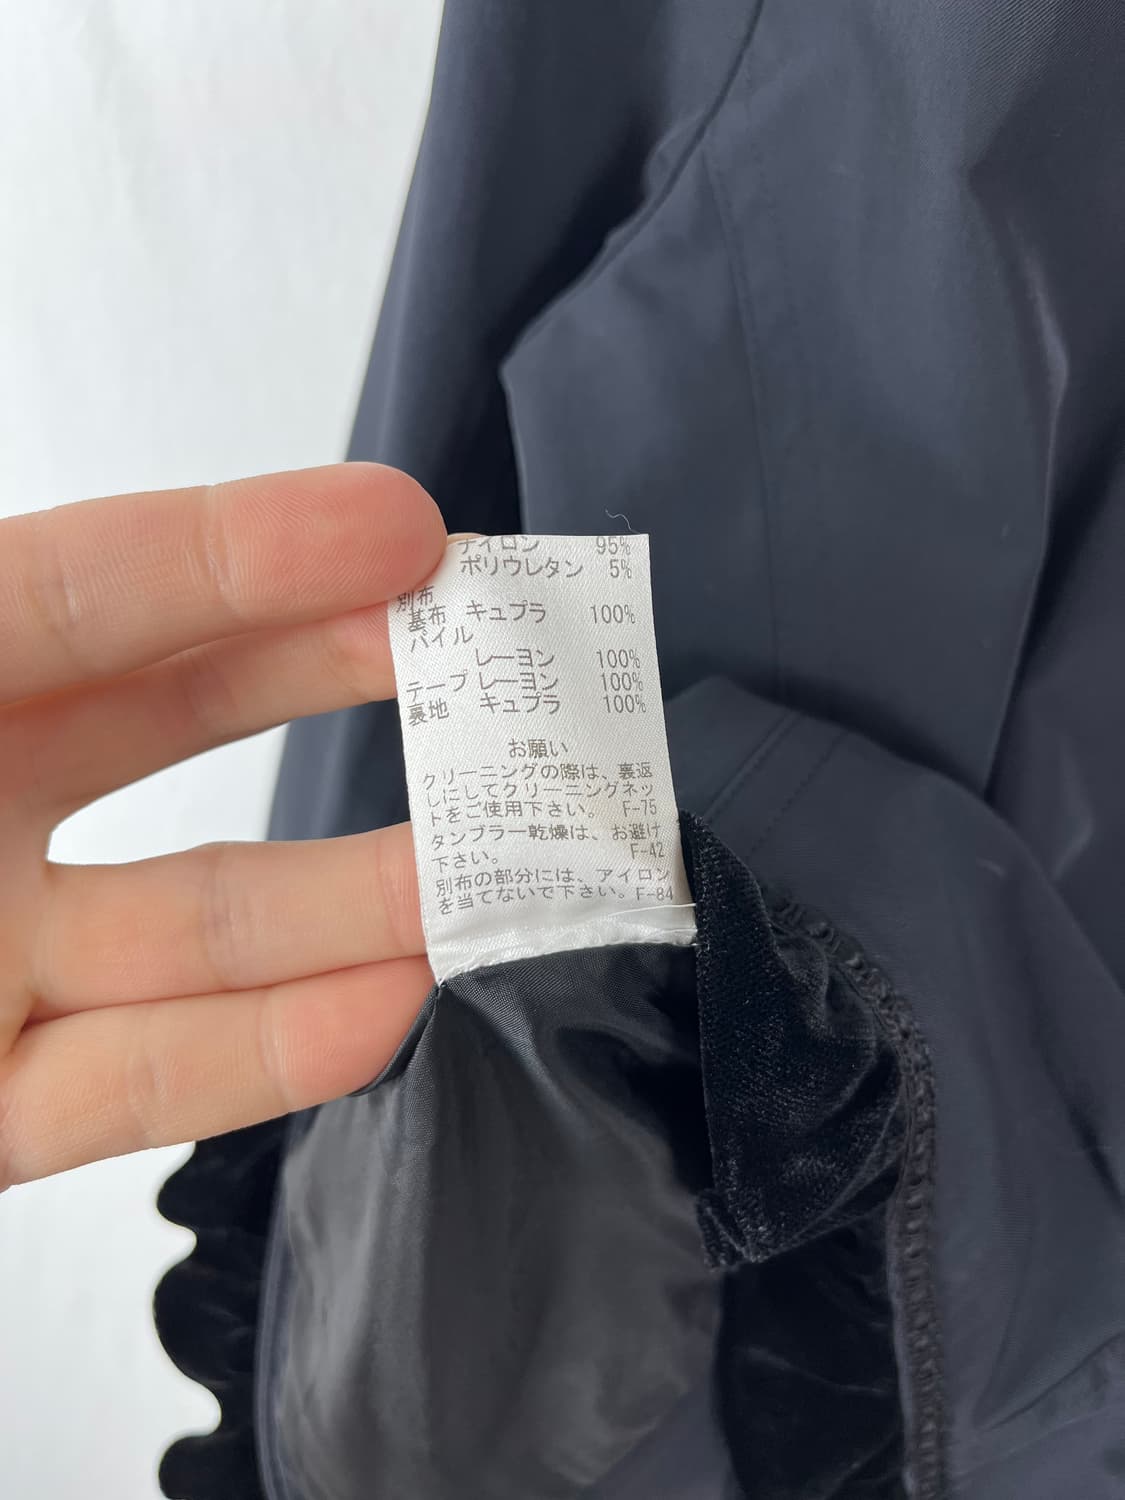 ナイロン 95%
ポリウレタン 5%
別布
基布 キュプラ 100%
パイル
レーヨン 100%
テープ レーヨン 100%
裏地 キュプラ 100%
お願い
クリーニングの際は、裏返
しにしてクリーニングネッ
トをご使用下さい。 F-75
タンブラー乾燥は、お避け
下さい。 F-42
別布の部分には、アイロン
を当てないで下さい。F-84